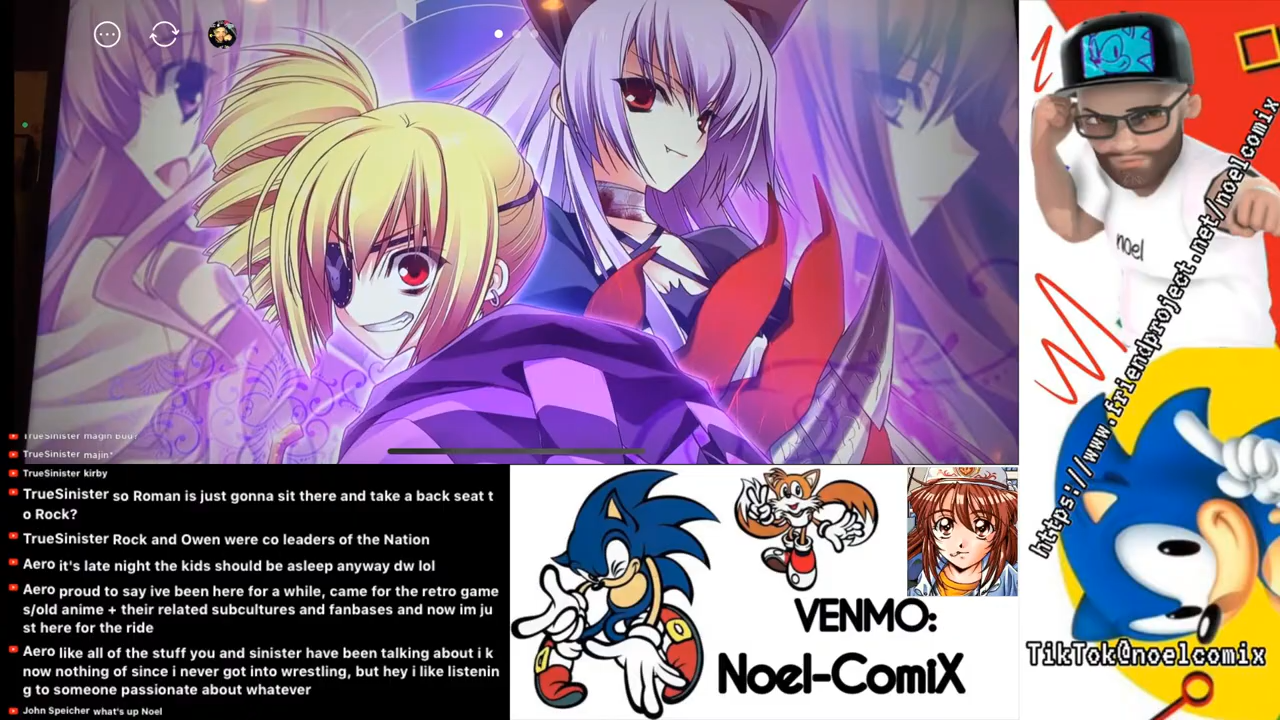 TrueSinister magin Buu?
TrueSinister majin*
TrueSinister kirby
TrueSinister so Roman is just gonna sit there and take a back seat t
o Rock?
TrueSinister Rock and Owen were co leaders of the Nation
Aero it's late night the kids should be asleep anyway dw lol
Aero proud to say ive been here for a while, came for the retro game
s/old anime + their related subcultures and fanbases and now im ju
st here for the ride
Aero like all of the stuff you and sinister have been talking about i k
now nothing of since i never got into wrestling, but hey i like listenin
g to someone passionate about whatever
John Speicher what's up Noel
VENMO:
Noel-ComiX
noel
https://www.friendproject.net/noelcomix
TikTok@noelcomix